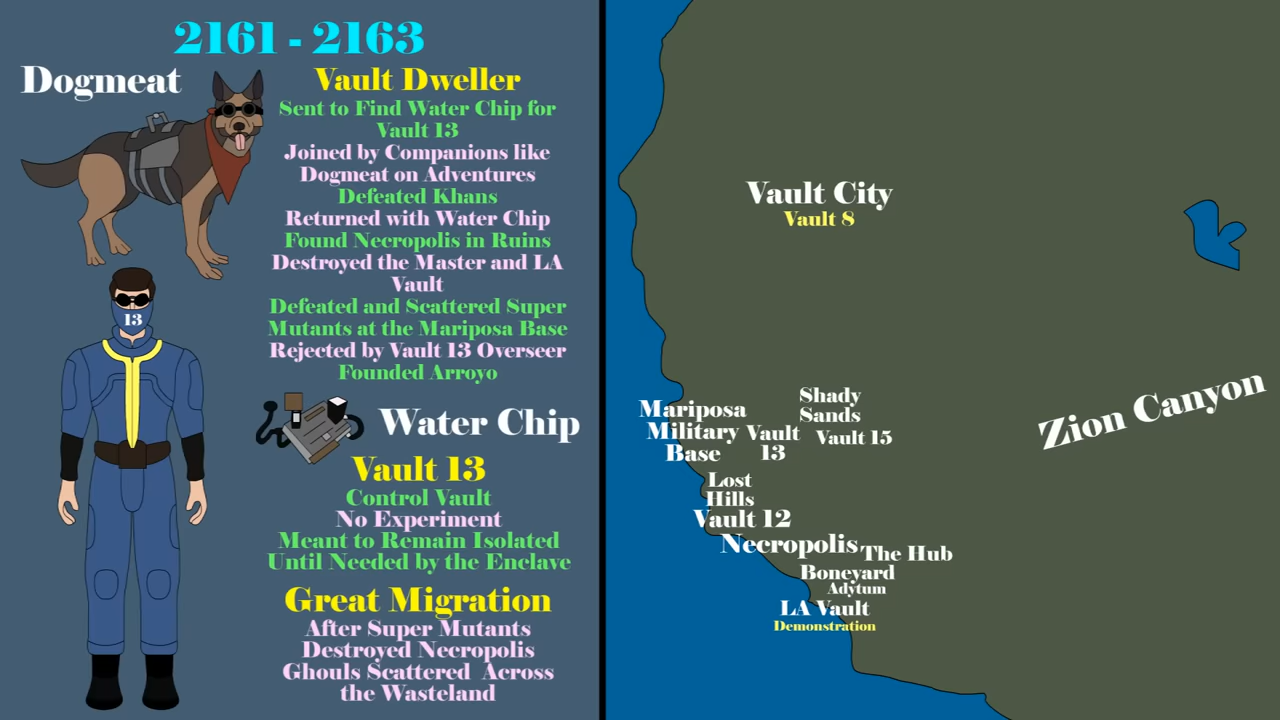 2161 - 2163
Dogmeat
Vault Dweller
Sent to Find Water Chip for
Vault 13
Joined by Companions like
Dogmeat on Adventures
Defeated Khans
Returned with Water Chip
Found Necropolis in Ruins
Destroyed the Master and LA
Vault
Defeated and Scattered Super
Mutants at the Mariposa Base
Rejected by Vault 13 Overseer
Founded Arroyo
13
Water Chip
Vault 13
Control Vault
No Experiment
Meant to Remain Isolated
Until Needed by the Enclave
Great Migration
After Super Mutants
Destroyed Necropolis
Ghouls Scattered Across
the Wasteland
Vault City
Vault 8
Zion Canyon
Shady
Sands
Mariposa
Military
Base
Vault
13
Vault 15
Lost
Hills
Vault 12
Necropolis
The Hub
Boneyard
Adytum
LA Vault
Demonstration